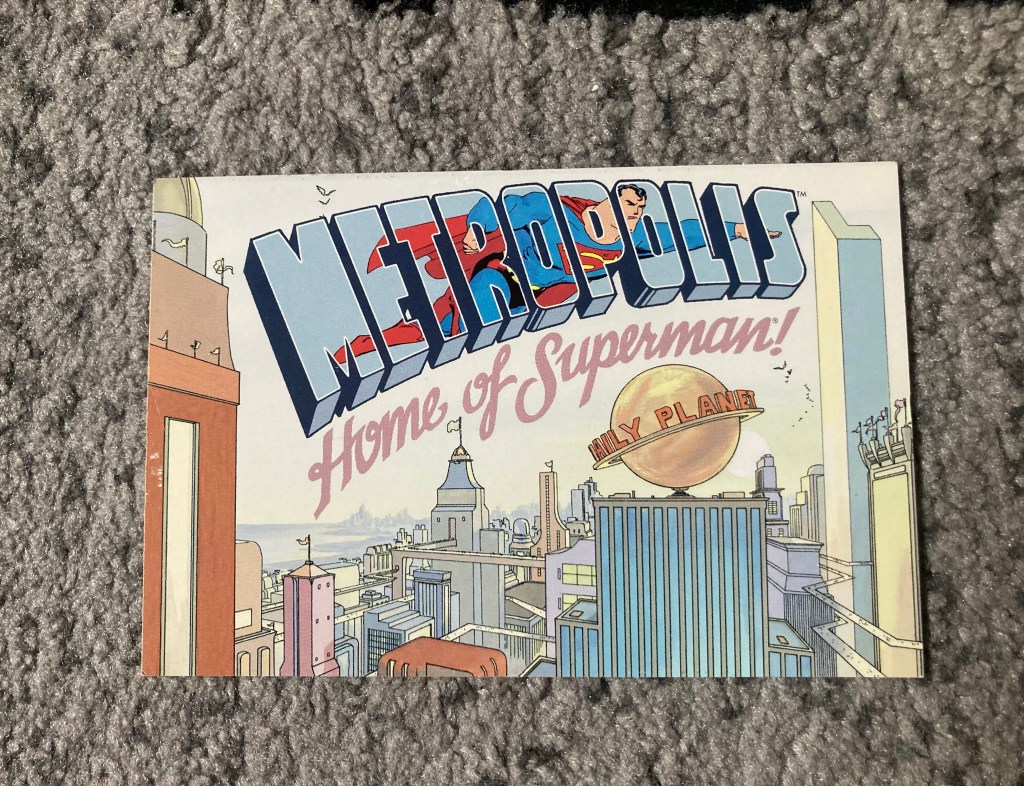 METROPOLIS™
Home of Superman!®
DAILY PLANET